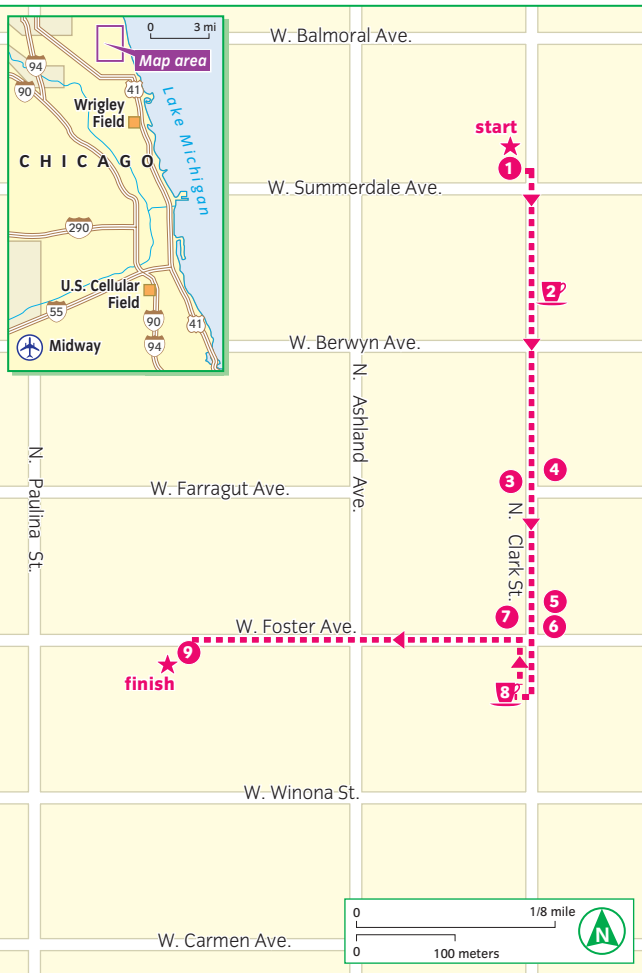 0 3 mi
Map area
94
90
41
Wrigley
Field
Lake Michigan
CHICAGO
290
U.S. Cellular
Field
55
90
94
41
Midway
W. Balmoral Ave.
start
1
W. Summerdale Ave.
2
W. Berwyn Ave.
N. Ashland Ave.
N. Paulina St.
3
4
W. Farragut Ave.
N. Clark St.
5
6
7
W. Foster Ave.
9
finish
8
W. Winona St.
W. Carmen Ave.
0 1/8 mile
0 100 meters
N